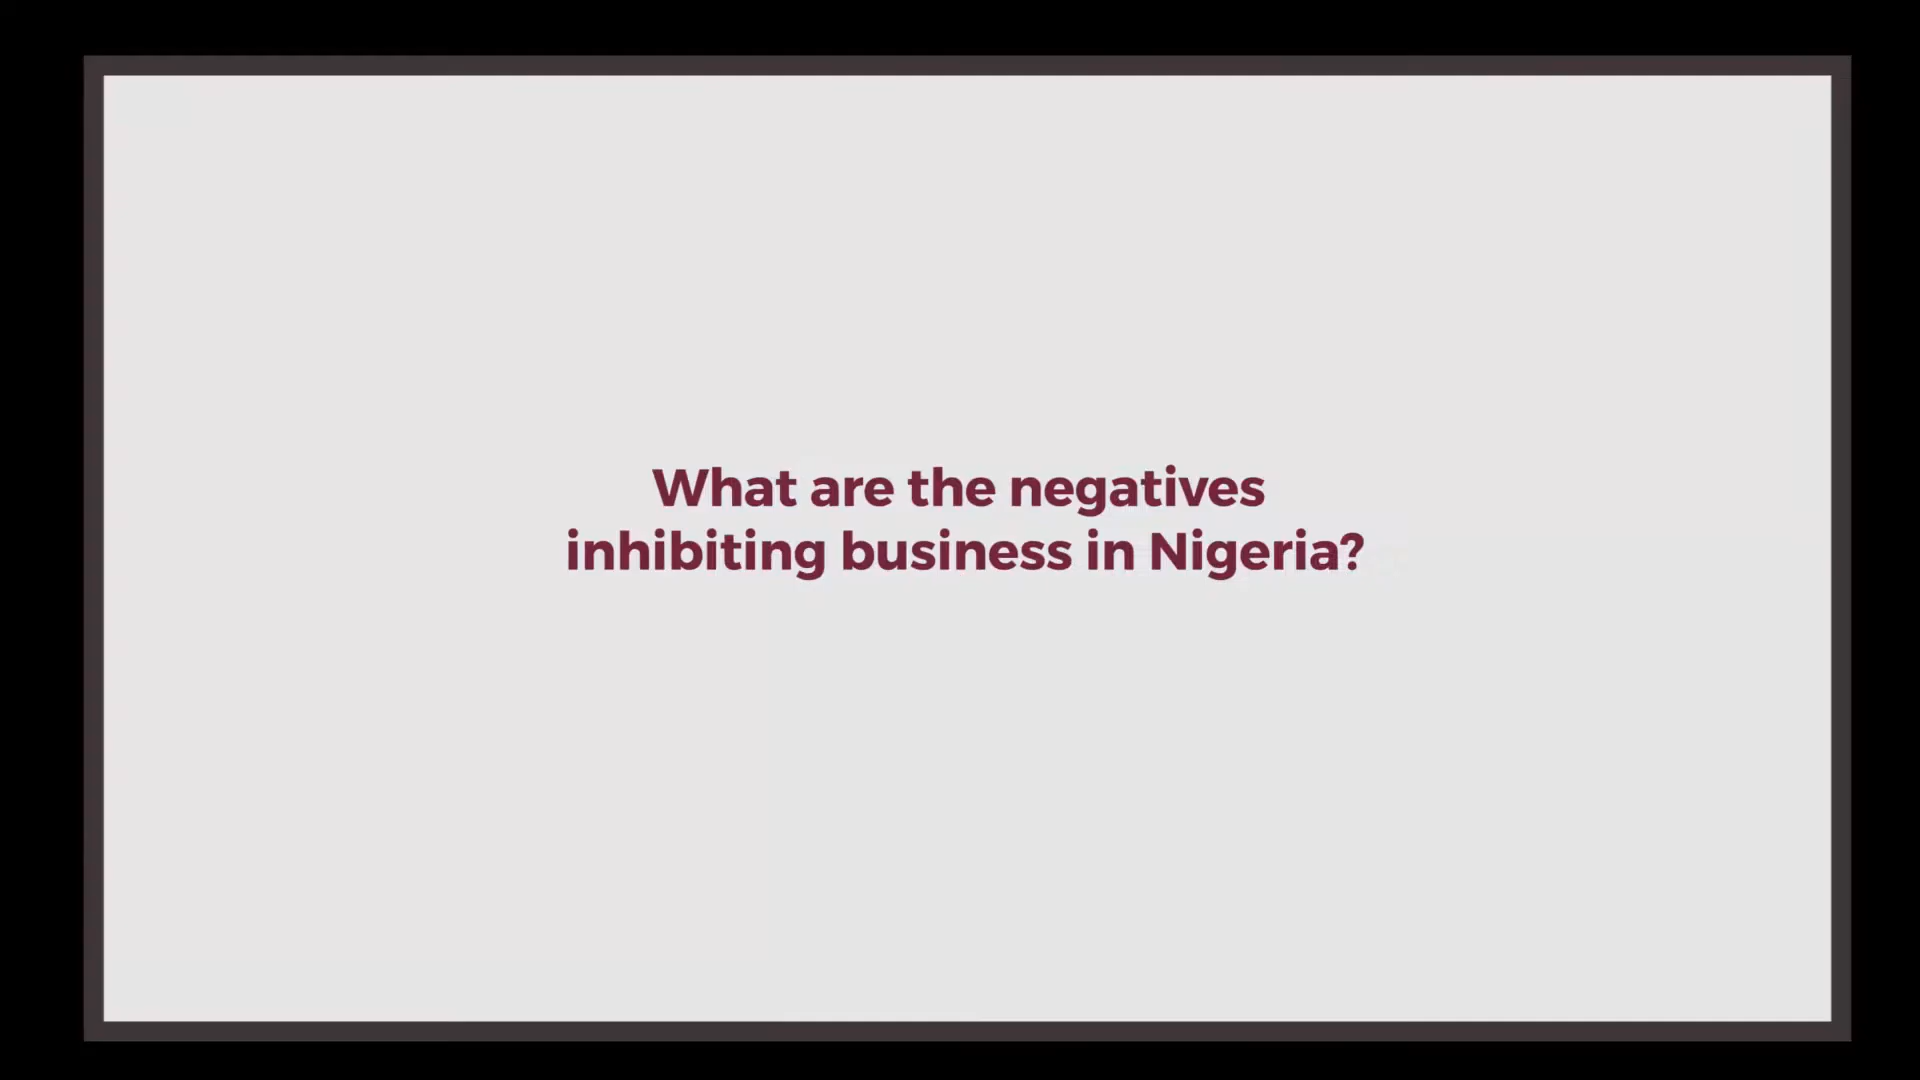 What are the negatives
inhibiting business in Nigeria?